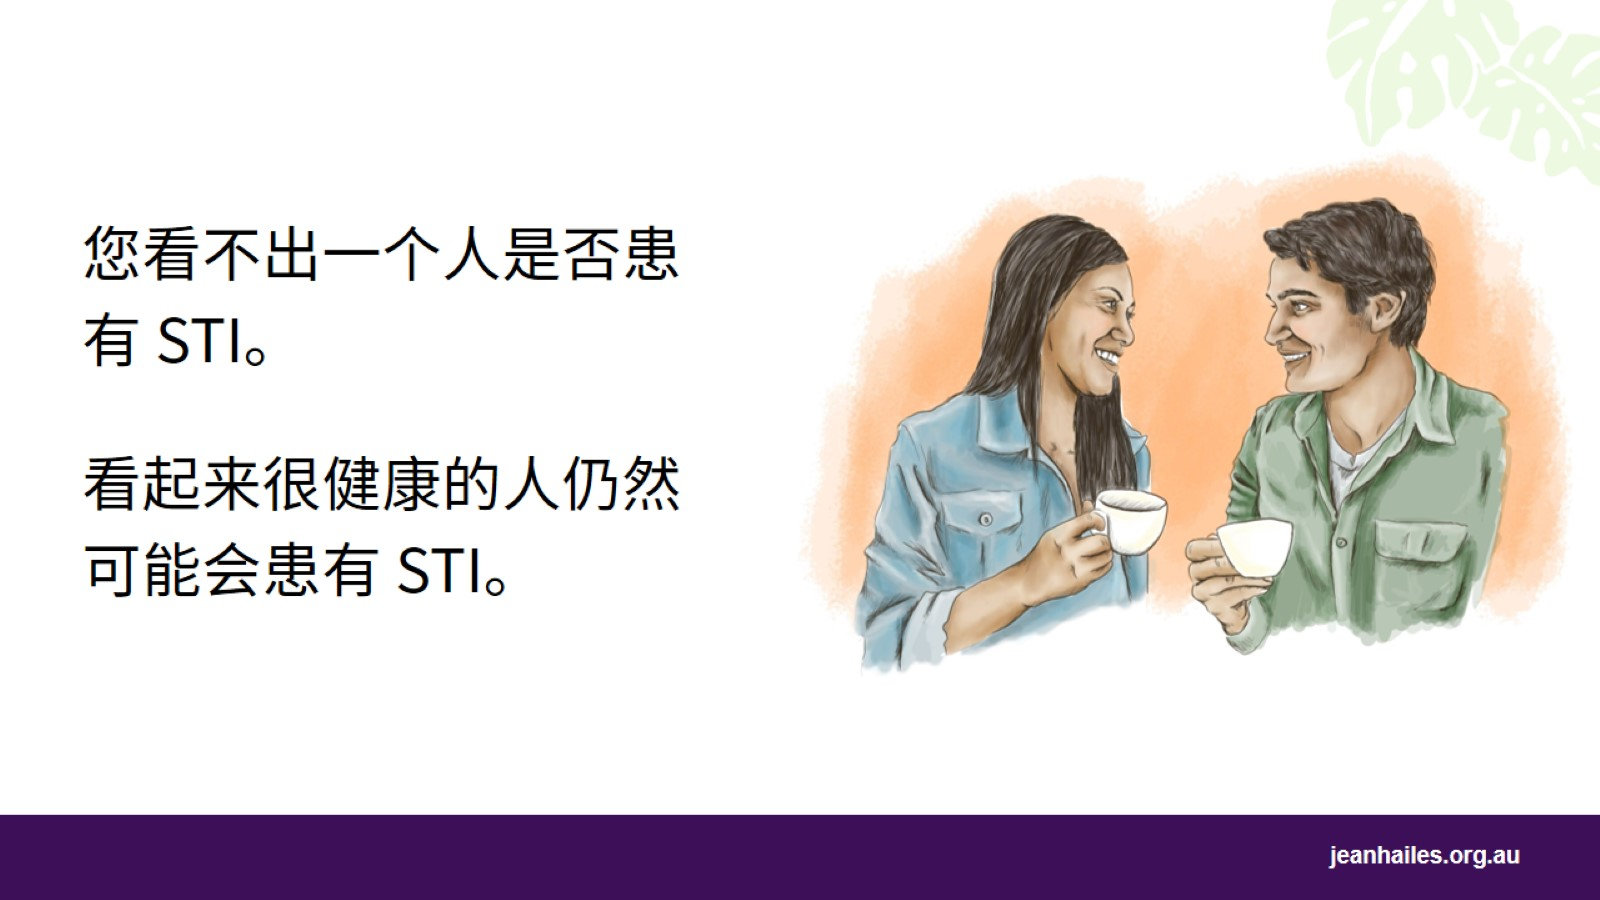 您看不出一个人是否患
有 STI。
看起来很健康的人仍然
可能会患有 STI。
jeanhailes.org.au